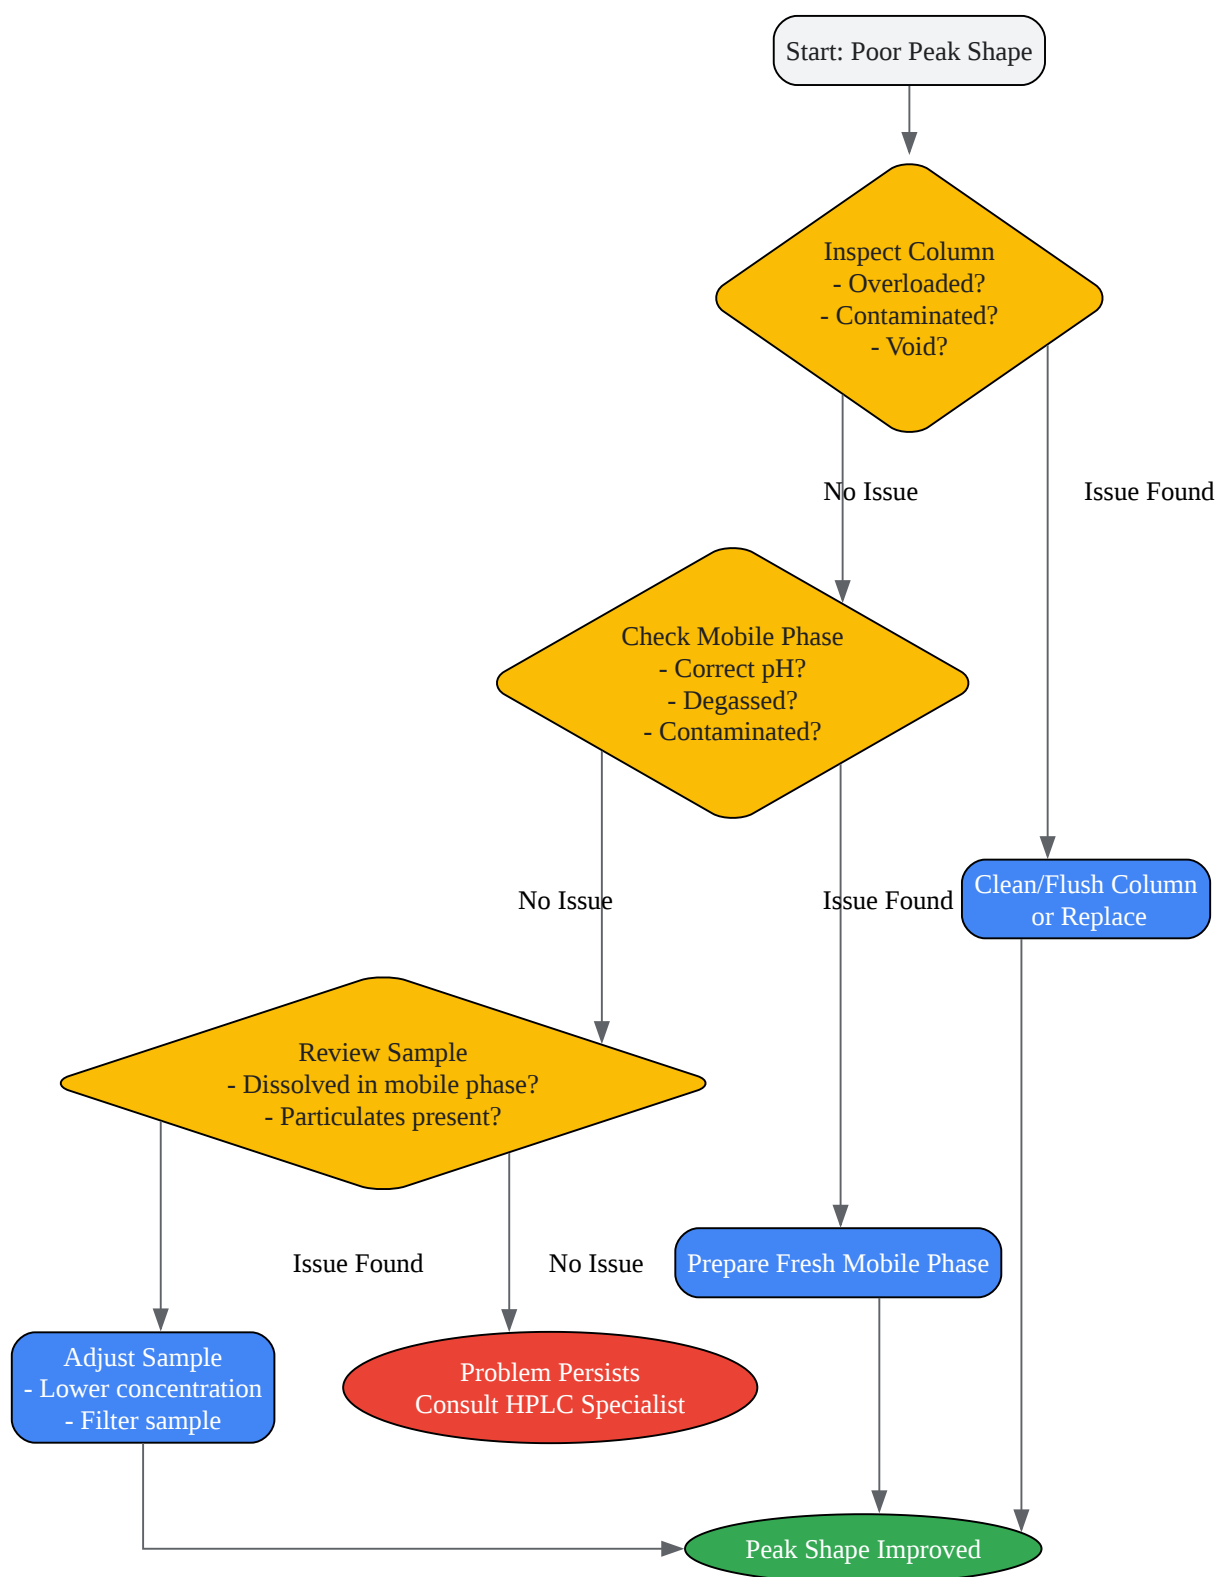 Start: Poor Peak Shape
Inspect Column
- Overloaded?
- Contaminated?
- Void?
No Issue
Issue Found
Check Mobile Phase
- Correct pH?
- Degassed?
- Contaminated?
No Issue
Issue Found
Clean/Flush Column
or Replace
Review Sample
- Dissolved in mobile phase?
- Particulates present?
Issue Found
No Issue
Prepare Fresh Mobile Phase
Adjust Sample
- Lower concentration
- Filter sample
Problem Persists
Consult HPLC Specialist
Peak Shape Improved